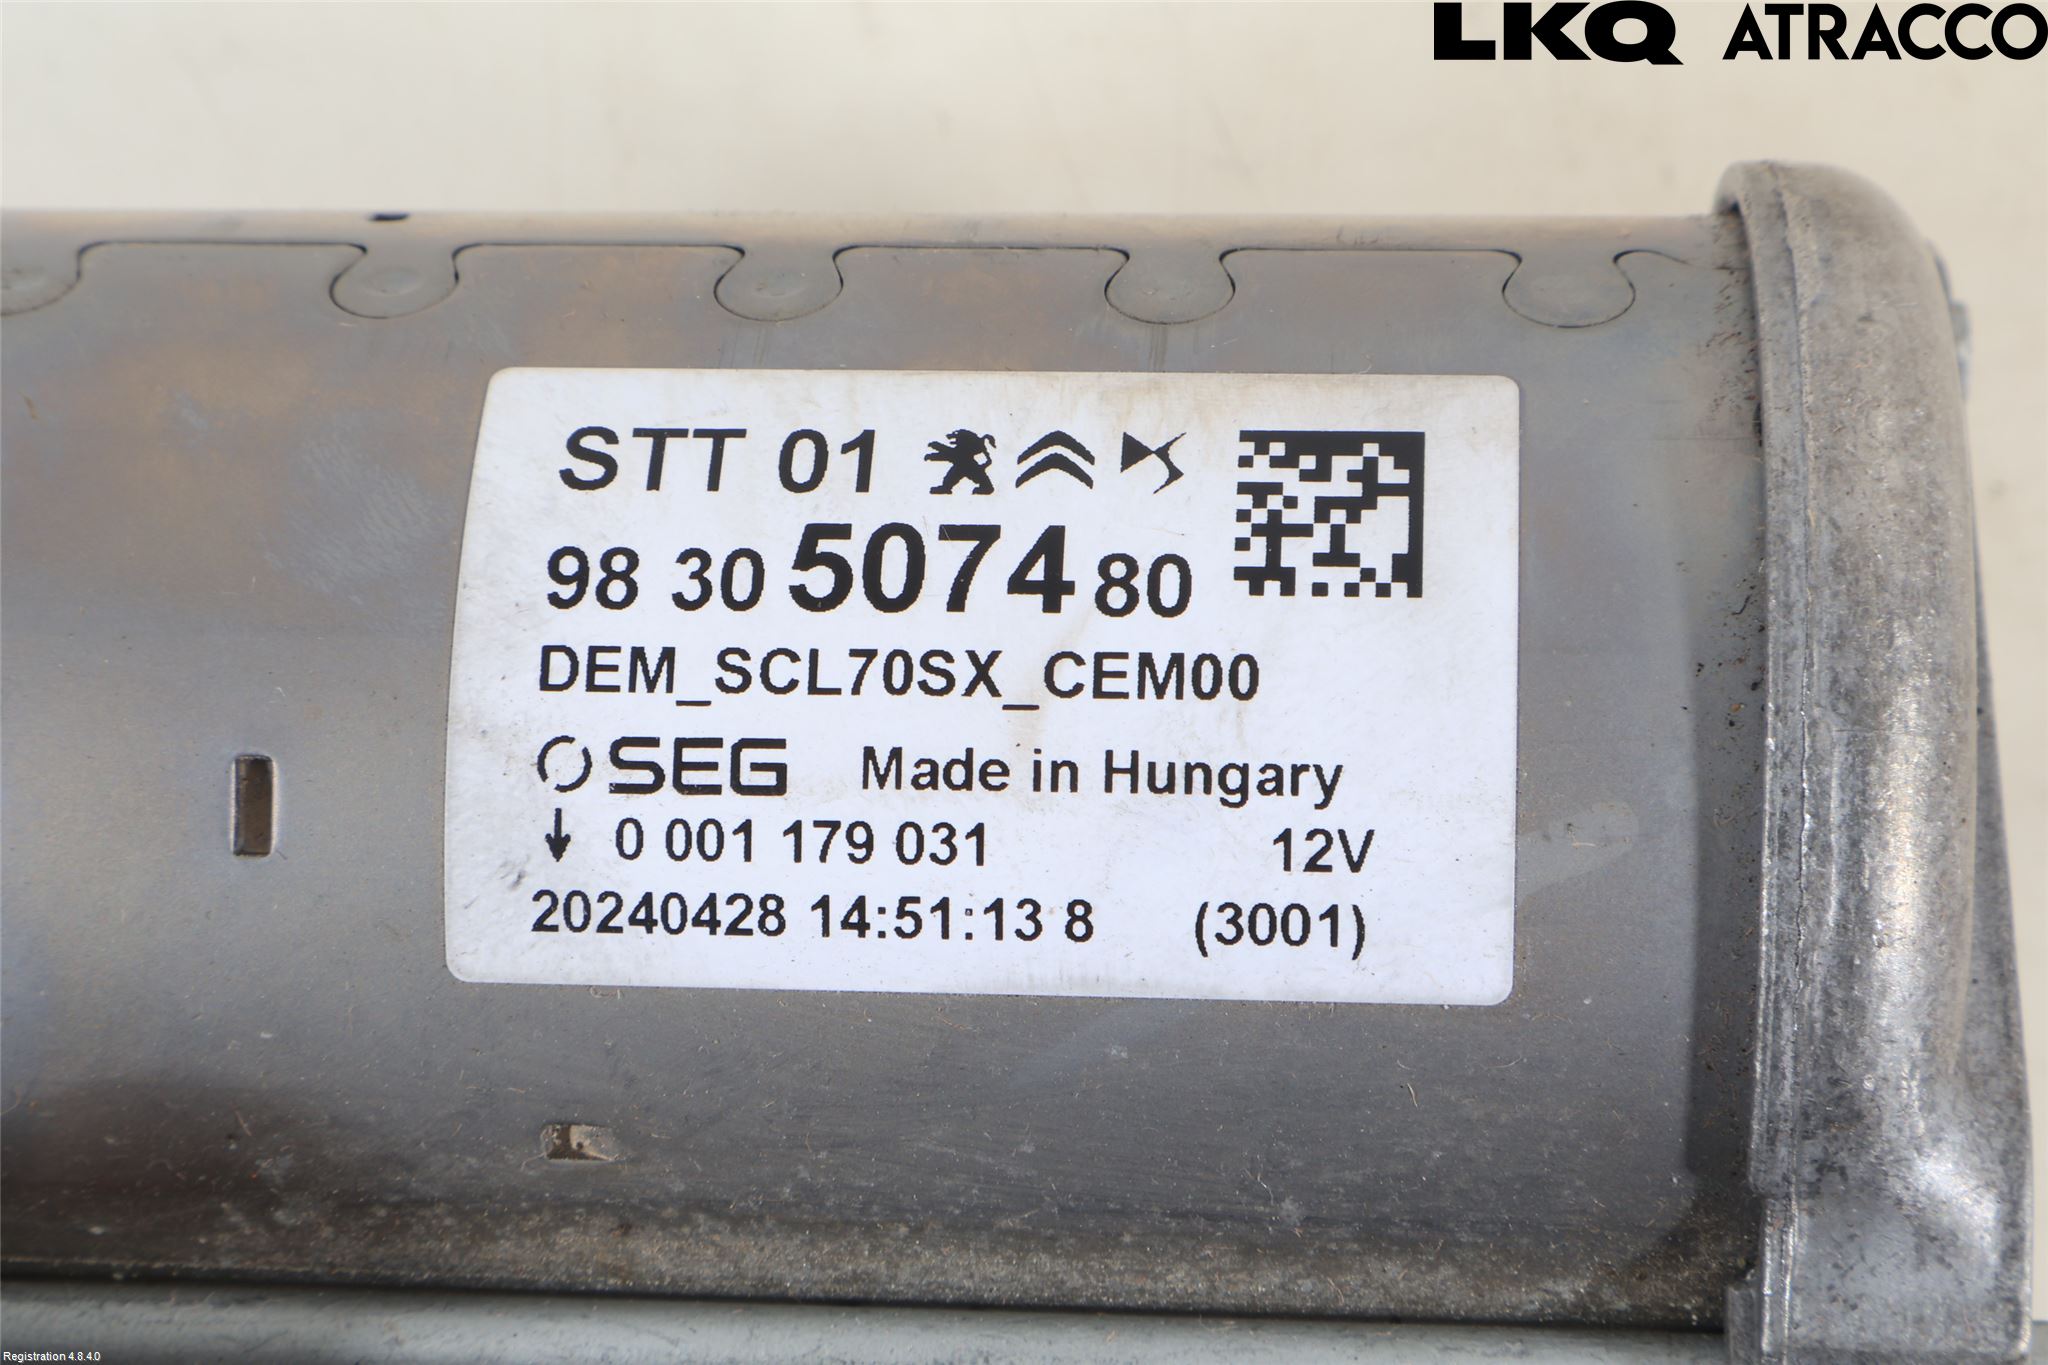 LKQ ATRACCO
STT 01
98 30 5074 80
DEM_SCL70SX_CEM00
SEG Made in Hungary
0 001 179 031 12V
20240428 14:51:13 8 (3001)
Registration 4.8.4.0